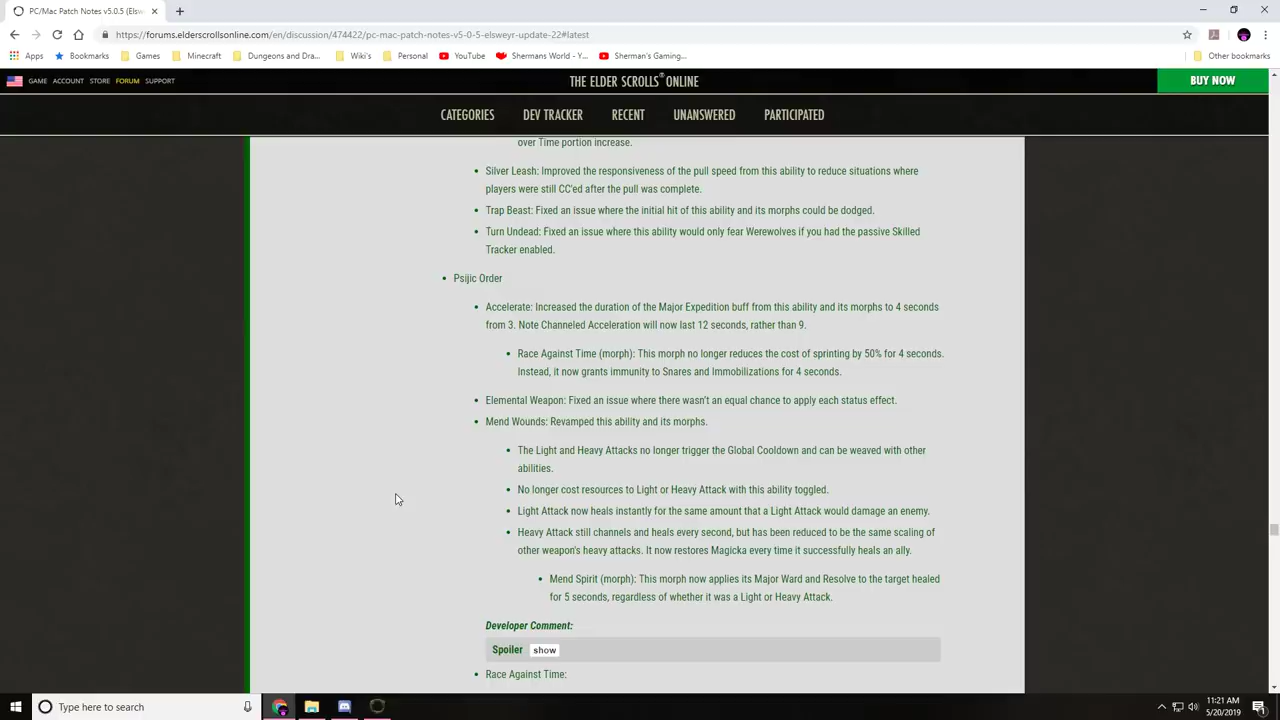 PC/Mac Patch Notes v5.0.5 (Elsw
https://forums.elderscrollsonline.com/en/discussion/474422/pc-mac-patch-notes-v5-0-5-elsweyr-update-22#latest
Apps Bookmarks Games Minecraft Dungeons and Dra... Wiki's Personal YouTube Shermans World - Y... Sherman's Gaming... Other bookmarks
GAME ACCOUNT STORE FORUM SUPPORT THE ELDER SCROLLS® ONLINE BUY NOW
CATEGORIES DEV TRACKER RECENT UNANSWERED PARTICIPATED
over Time portion increase.
Silver Leash: Improved the responsiveness of the pull speed from this ability to reduce situations where
players were still CC'ed after the pull was complete.
Trap Beast: Fixed an issue where the initial hit of this ability and its morphs could be dodged.
Turn Undead: Fixed an issue where this ability would only fear Werewolves if you had the passive Skilled
Tracker enabled.
Psijic Order
Accelerate: Increased the duration of the Major Expedition buff from this ability and its morphs to 4 seconds
from 3. Note Channeled Acceleration will now last 12 seconds, rather than 9.
Race Against Time (morph): This morph no longer reduces the cost of sprinting by 50% for 4 seconds.
Instead, it now grants immunity to Snares and Immobilizations for 4 seconds.
Elemental Weapon: Fixed an issue where there wasn't an equal chance to apply each status effect.
Mend Wounds: Revamped this ability and its morphs.
The Light and Heavy Attacks no longer trigger the Global Cooldown and can be weaved with other
abilities.
No longer cost resources to Light or Heavy Attack with this ability toggled.
Light Attack now heals instantly for the same amount that a Light Attack would damage an enemy.
Heavy Attack still channels and heals every second, but has been reduced to be the same scaling of
other weapon's heavy attacks. It now restores Magicka every time it successfully heals an ally.
Mend Spirit (morph): This morph now applies its Major Ward and Resolve to the target healed
for 5 seconds, regardless of whether it was a Light or Heavy Attack.
Developer Comment:
Spoiler show
Race Against Time:
Type here to search
11:21 AM
5/20/2019